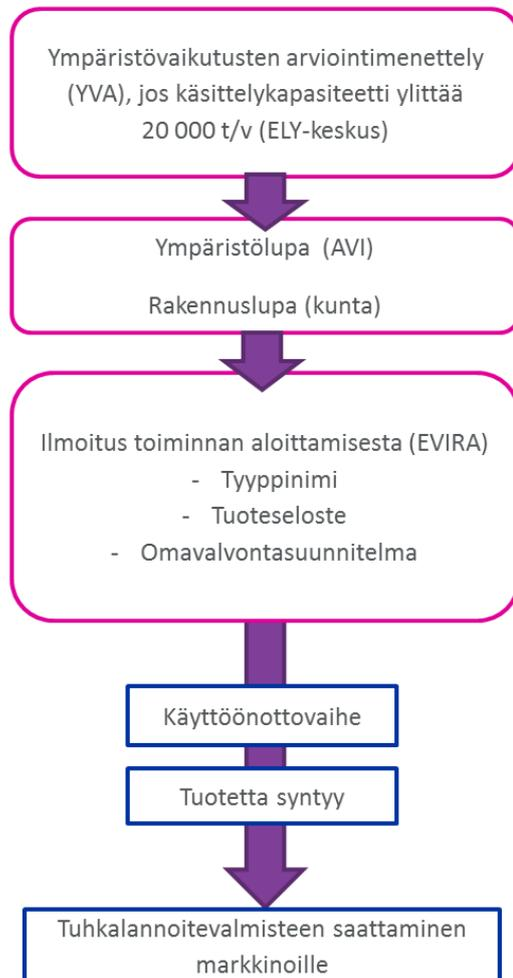 Ympäristövaikutusten arviointimenettely
(YVA), jos käsittelykapasiteetti ylittää
20 000 t/v (ELY-keskus)
Ympäristölupa (AVI)
Rakennuslupa (kunta)
Ilmoitus toiminnan aloittamisesta (EVIRA)
- Tyyppinimi
- Tuoteseloste
- Omavalvontasuunnitelma
Käyttöönottovaihe
Tuotetta syntyy
Tuhkalannoitevalmisteen saattaminen
markkinoille